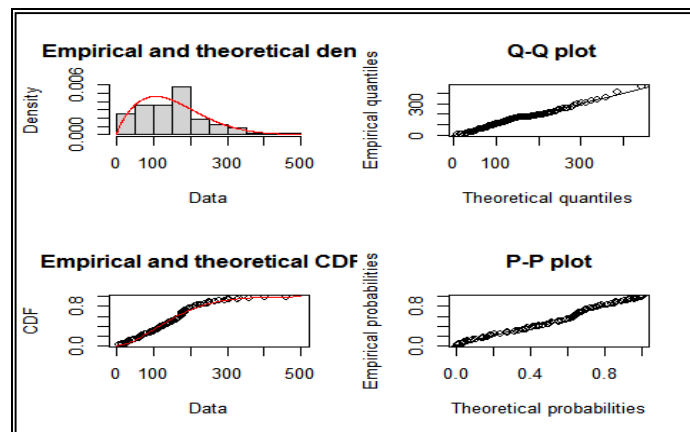 Empirical and theoretical den
Density
0.000
0.006
0
100
300
500
Data
Q-Q plot
Empirical quantiles
0
300
0
100
300
Theoretical quantiles
Empirical and theoretical CDF
CDF
0.0
0.8
0
100
300
500
Data
P-P plot
Empirical probabilities
0.0
0.8
0.0
0.4
0.8
Theoretical probabilities